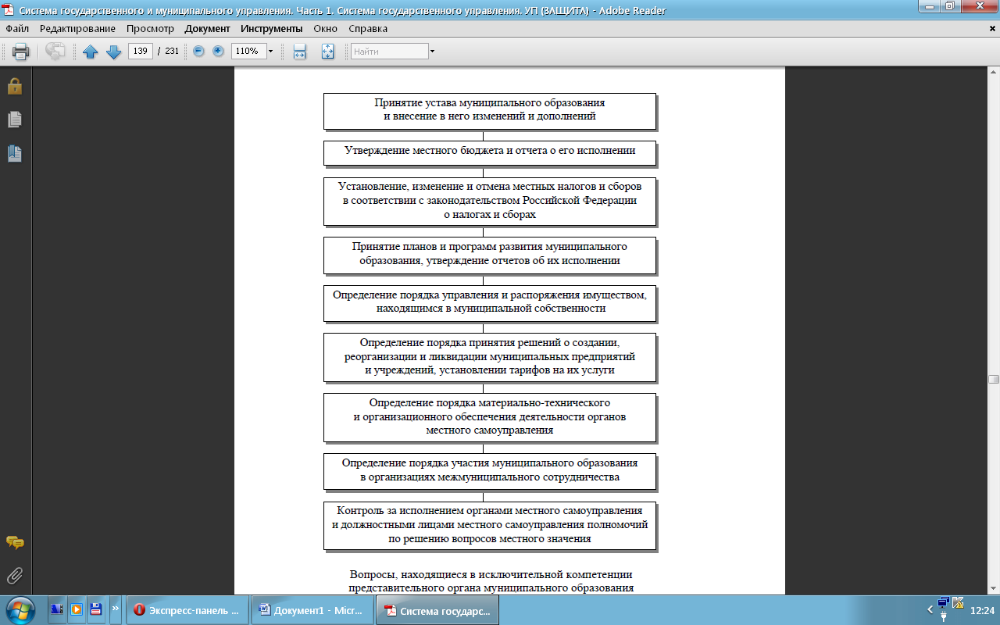 Система государственного и муниципального управления. Часть 1. Система государственного управления. УП (ЗАЩИТА) - Adobe Reader
Файл Редактирование Просмотр Документ Инструменты Окно Справка
139 / 231 110% Найти
Принятие устава муниципального образования
и внесение в него изменений и дополнений
Утверждение местного бюджета и отчета о его исполнении
Установление, изменение и отмена местных налогов и сборов
в соответствии с законодательством Российской Федерации
о налогах и сборах
Принятие планов и программ развития муниципального
образования, утверждение отчетов об их исполнении
Определение порядка управления и распоряжения имуществом,
находящимся в муниципальной собственности
Определение порядка принятия решений о создании,
реорганизации и ликвидации муниципальных предприятий
и учреждений, установлении тарифов на их услуги
Определение порядка материально-технического
и организационного обеспечения деятельности органов
местного самоуправления
Определение порядка участия муниципального образования
в организациях межмуниципального сотрудничества
Контроль за исполнением органами местного самоуправления
и должностными лицами местного самоуправления полномочий
по решению вопросов местного значения
Вопросы, находящиеся в исключительной компетенции
представительного органа муниципального образования
Экспресс-панель ... Документ1 - Micr... Система государс... 12:24